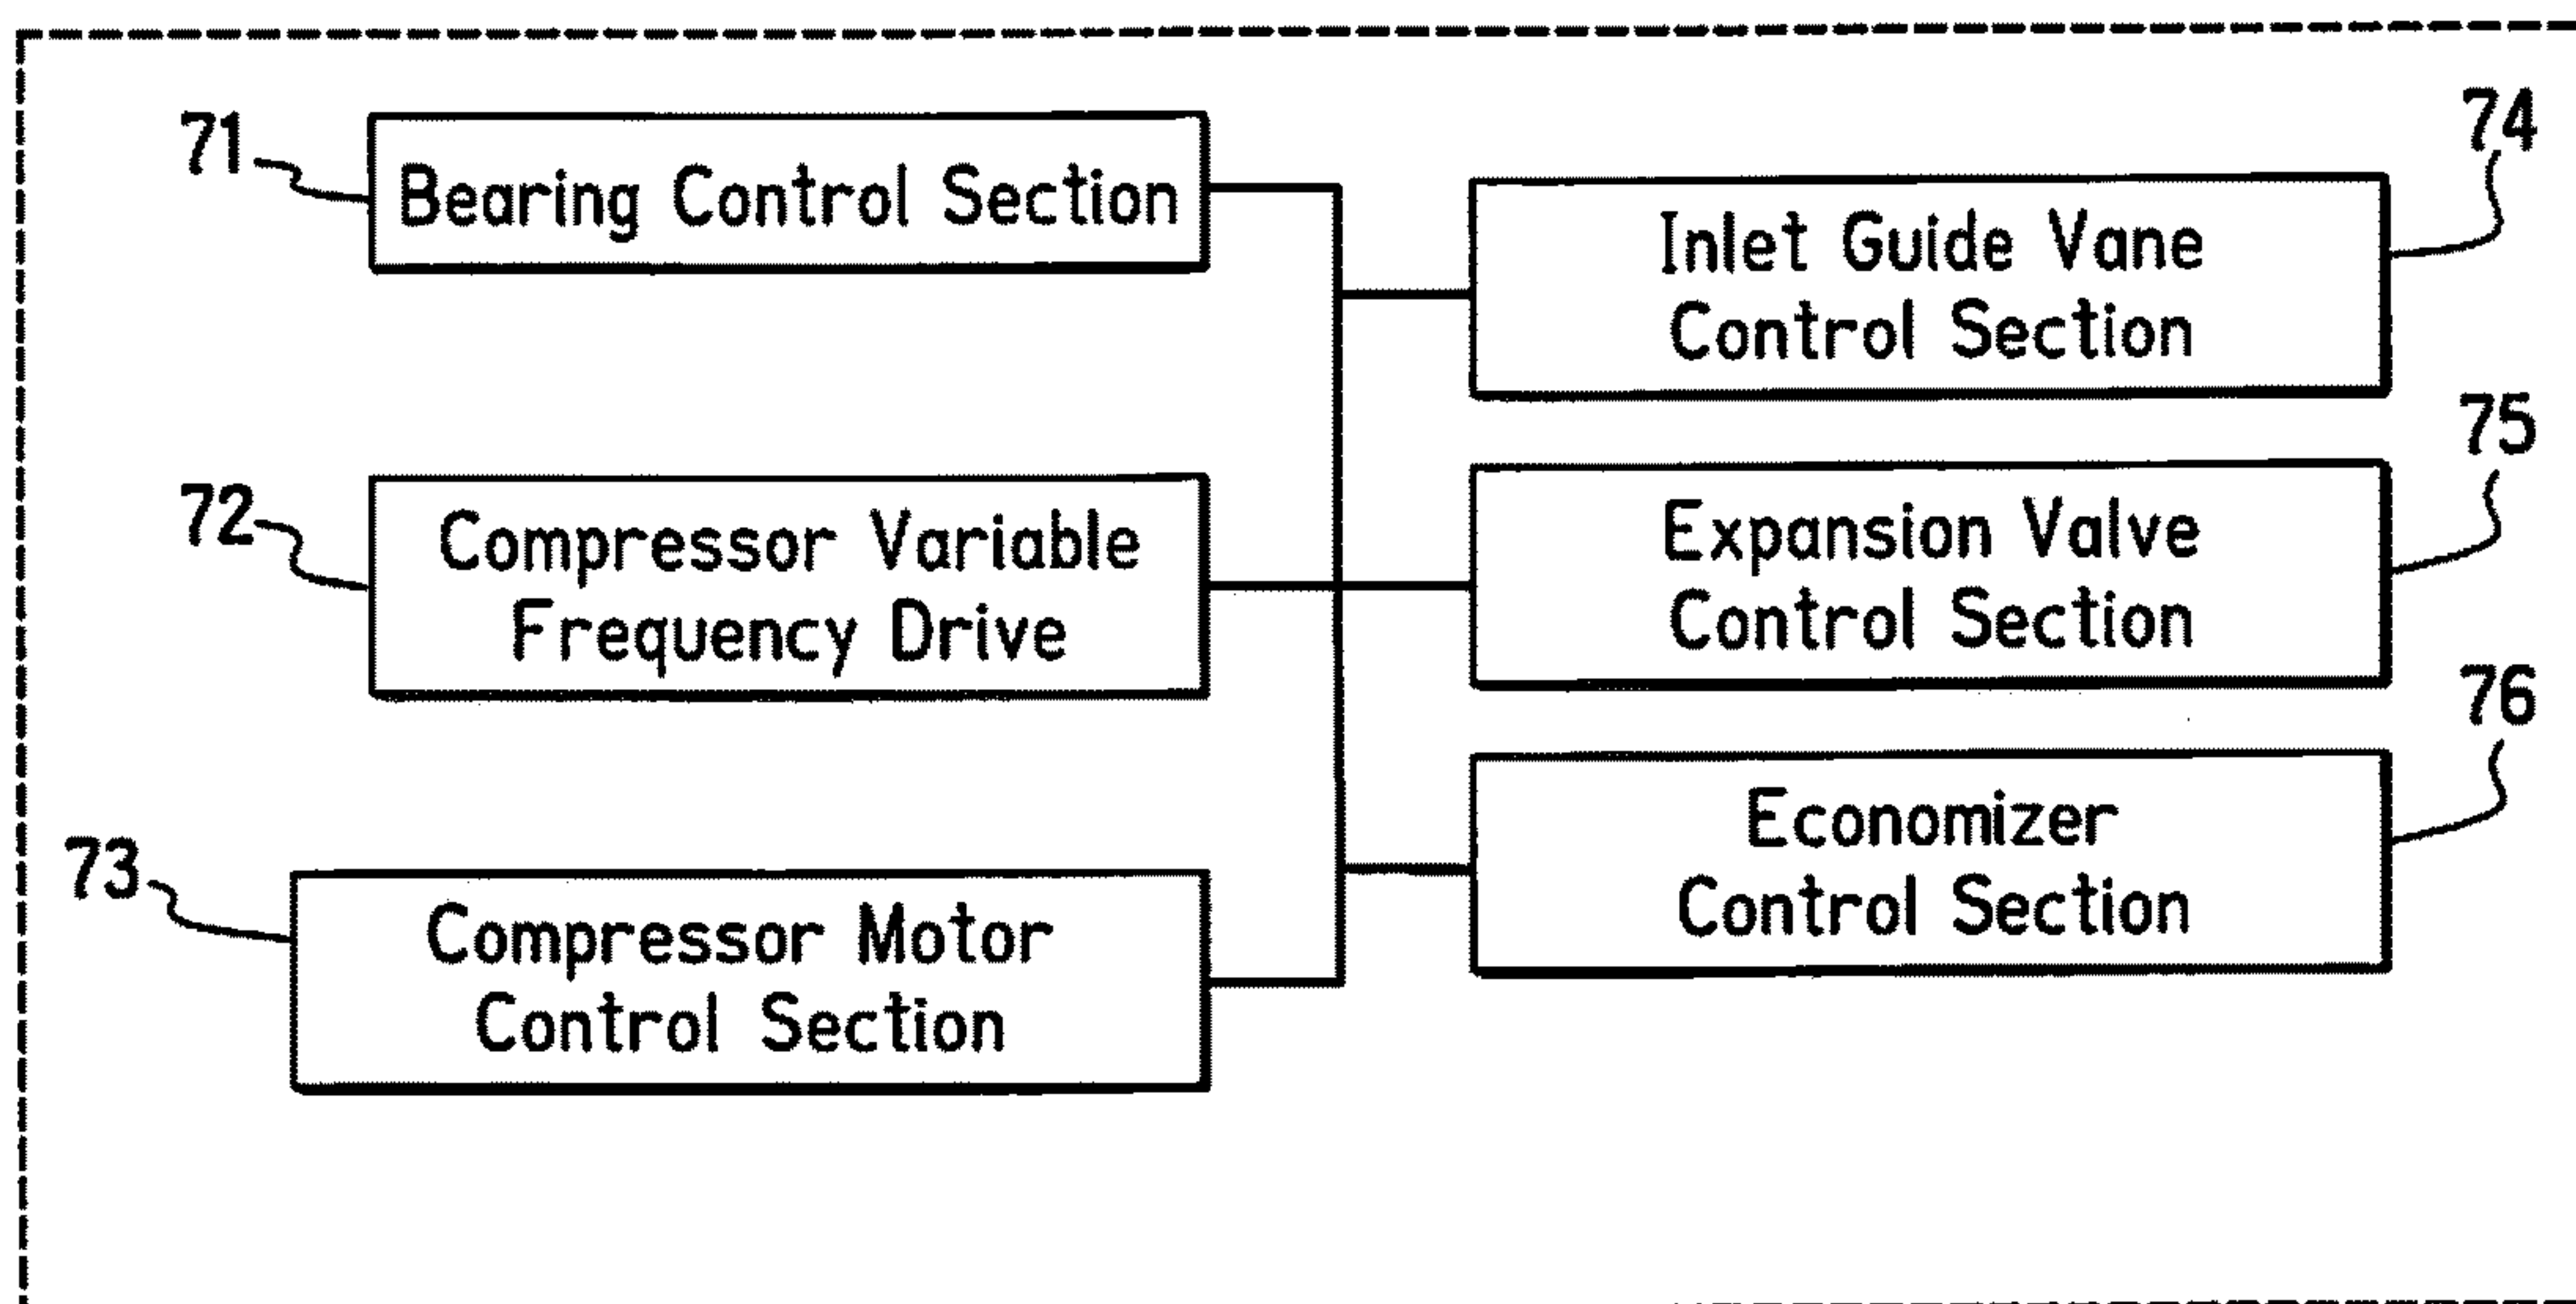 71
Bearing Control Section
72
Compressor Variable
Frequency Drive
73
Compressor Motor
Control Section
74
Inlet Guide Vane
Control Section
75
Expansion Valve
Control Section
76
Economizer
Control Section